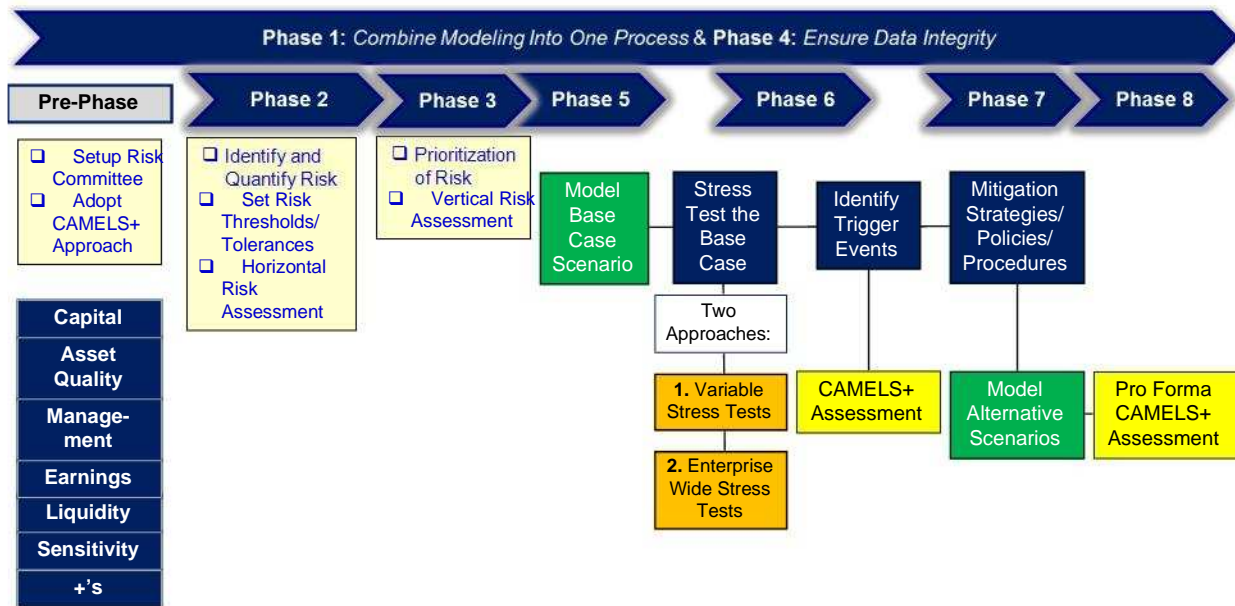 Phase 1: Combine Modeling Into One Process & Phase 4: Ensure Data Integrity
Pre-Phase
Phase 2
Phase 3
Phase 5
Phase 6
Phase 7
Phase 8
❑ Setup Risk
Committee
❑ Adopt
CAMELS+
Approach
❑ Identify and
Quantify Risk
❑ Set Risk
Thresholds/
Tolerances
❑ Horizontal
Risk
Assessment
❑ Prioritization
of Risk
❑ Vertical Risk
Assessment
Model
Base
Case
Scenario
Stress
Test the
Base
Case
Identify
Trigger
Events
Mitigation
Strategies/
Policies/
Procedures
Two
Approaches:
1. Variable
Stress Tests
2. Enterprise
Wide Stress
Tests
CAMELS+
Assessment
Model
Alternative
Scenarios
Pro Forma
CAMELS+
Assessment
Capital
Asset
Quality
Manage-
ment
Earnings
Liquidity
Sensitivity
+’s